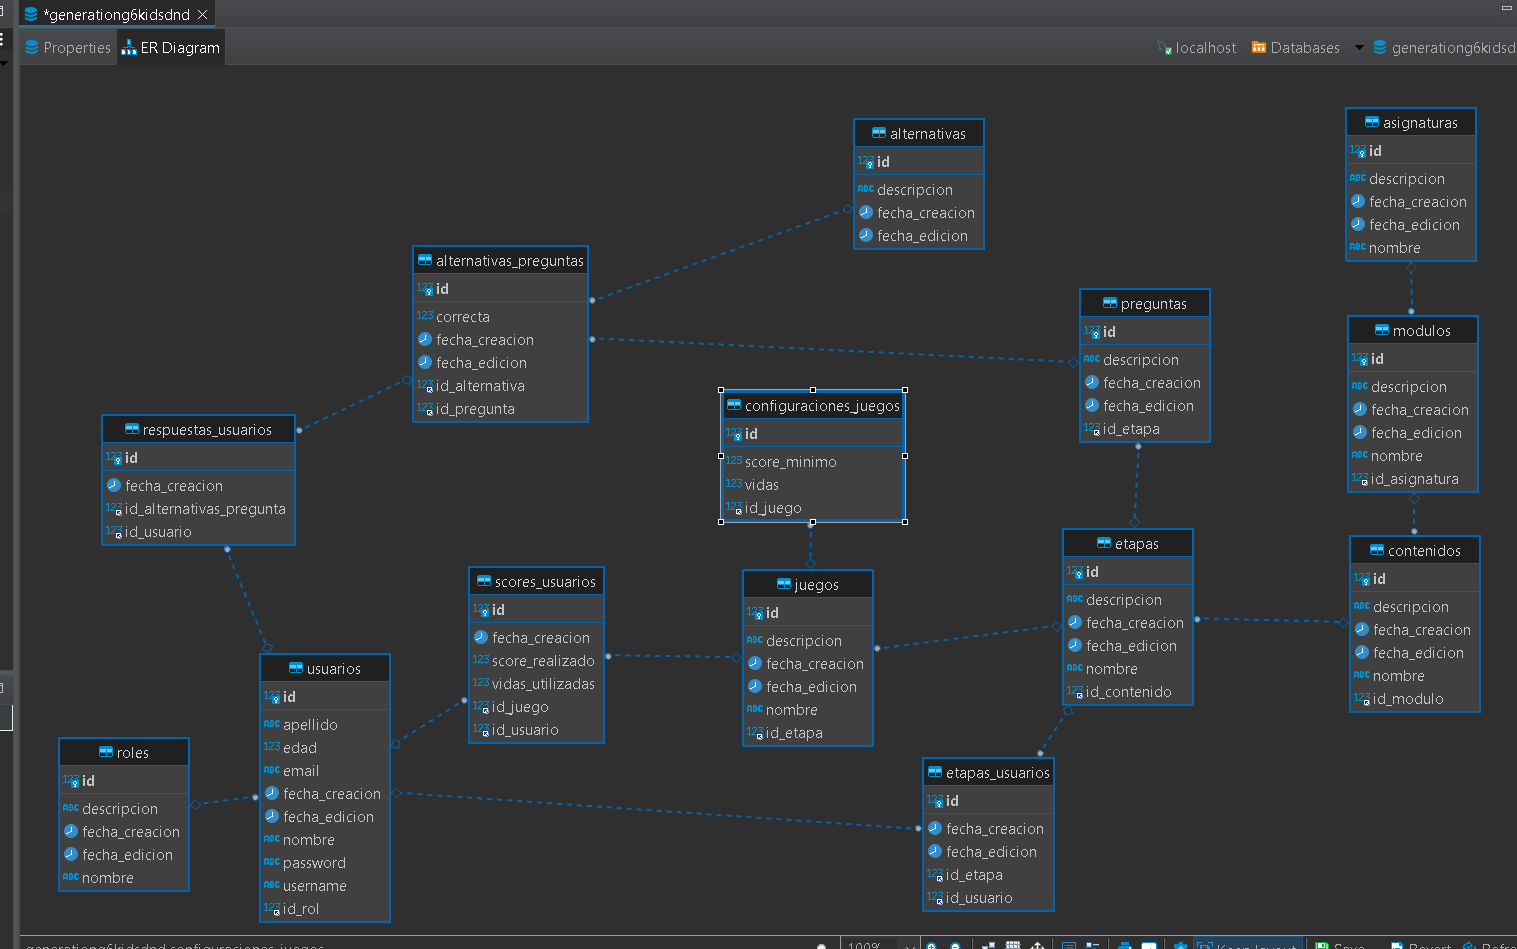 *generationg6kidsdnd
Properties
ER Diagram
localhost
Databases
generationg6kidsd
alternativas
id
descripcion
fecha_creacion
fecha_edicion
asignaturas
id
descripcion
fecha_creacion
fecha_edicion
nombre
alternativas_preguntas
id
correcta
fecha_creacion
fecha_edicion
id_alternativa
id_pregunta
preguntas
id
descripcion
fecha_creacion
fecha_edicion
id_etapa
modulos
id
descripcion
fecha_creacion
fecha_edicion
nombre
id_asignatura
configuraciones_juegos
id
score_minimo
vidas
id_juego
respuestas_usuarios
id
fecha_creacion
id_alternativas_pregunta
id_usuario
etapas
id
descripcion
fecha_creacion
fecha_edicion
nombre
id_contenido
contenidos
id
descripcion
fecha_creacion
fecha_edicion
nombre
id_modulo
scores_usuarios
id
fecha_creacion
score_realizado
vidas_utilizadas
id_juego
id_usuario
juegos
id
descripcion
fecha_creacion
fecha_edicion
nombre
id_etapa
usuarios
id
apellido
edad
email
fecha_creacion
fecha_edicion
nombre
password
username
id_rol
roles
id
descripcion
fecha_creacion
fecha_edicion
nombre
etapas_usuarios
id
fecha_creacion
fecha_edicion
id_etapa
id_usuario
generationg6kidsdnd.configuraciones_juegos
100%
Keep layout
Save
Revert
Refre